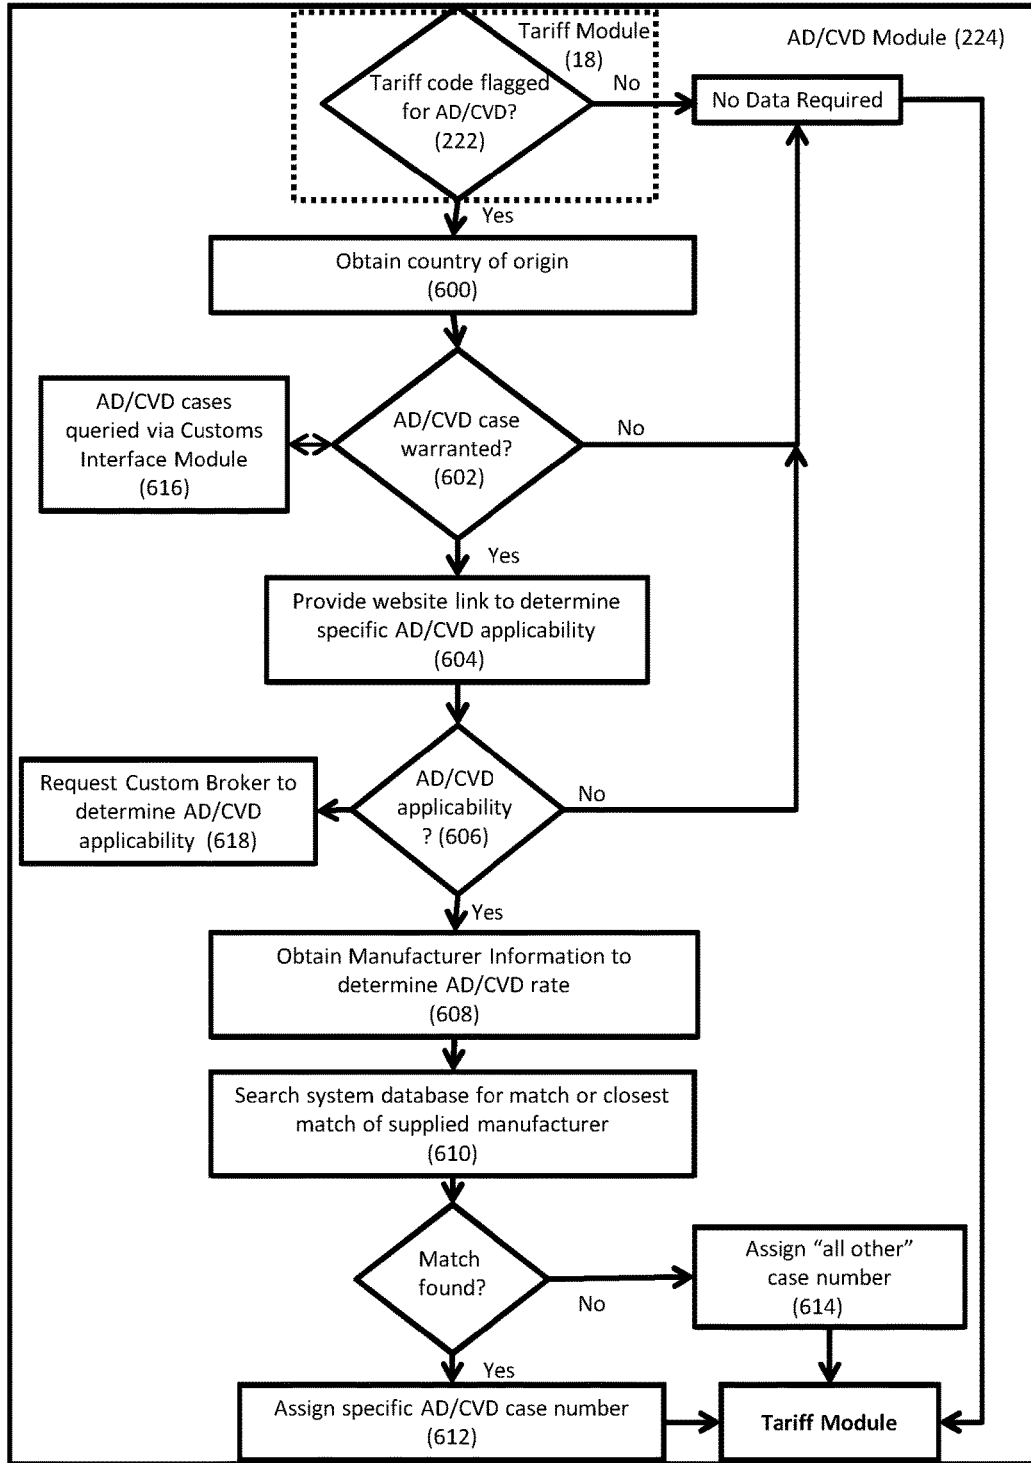 Tariff Module
(18)
AD/CVD Module (224)
Tariff code flagged
for AD/CVD?
(222)
No
No Data Required
Yes
Obtain country of origin
(600)
AD/CVD cases
queried via Customs
Interface Module
(616)
AD/CVD case
warranted?
(602)
No
Yes
Provide website link to determine
specific AD/CVD applicability
(604)
Request Custom Broker to
determine AD/CVD
applicability (618)
AD/CVD
applicability
? (606)
No
Yes
Obtain Manufacturer Information to
determine AD/CVD rate
(608)
Search system database for match or closest
match of supplied manufacturer
(610)
Match
found?
No
Assign “all other”
case number
(614)
Yes
Assign specific AD/CVD case number
(612)
Tariff Module